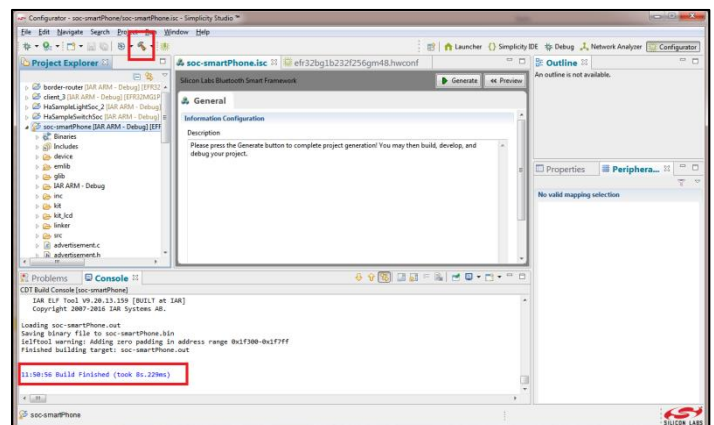 Configurator - soc-smartPhone/soc-smartPhone.isc - Simplicity Studio ™
File Edit Navigate Search Project Run Window Help
Launcher {} Simplicity IDE Debug Network Analyzer Configurator
Project Explorer
border-router [IAR ARM - Debug] [EFR32
client_3 [IAR ARM - Debug] [EFR32MG1P
HaSampleLightSoc_2 [IAR ARM - Debug]
HaSampleSwitchSoc [IAR ARM - Debug]
soc-smartPhone [IAR ARM - Debug] [EFF
Binaries
Includes
device
emlib
glib
IAR ARM - Debug
inc
kit
kit_lcd
linker
src
advertisement.c
advertisement.h
soc-smartPhone.isc efr32bg1b232f256gm48.hwconf
Silicon Labs Bluetooth Smart Framework
Generate Preview
General
Information Configuration
Description
Please press the Generate button to complete project generation! You may then build, develop, and
debug your project.
Outline
An outline is not available.
Properties Periphera...
No valid mapping selection
Problems Console
CDT Build Console [soc-smartPhone]
IAR ELF Tool V9.20.13.159 [BUILT at IAR]
Copyright 2007-2016 IAR Systems AB.
Loading soc-smartPhone.out
Saving binary file to soc-smartPhone.bin
ielftool warning: Adding zero padding in address range 0x1f300-0x1f7ff
Finished building target: soc-smartPhone.out
11:50:56 Build Finished (took 8s.229ms)
soc-smartPhone
SILICON LABS